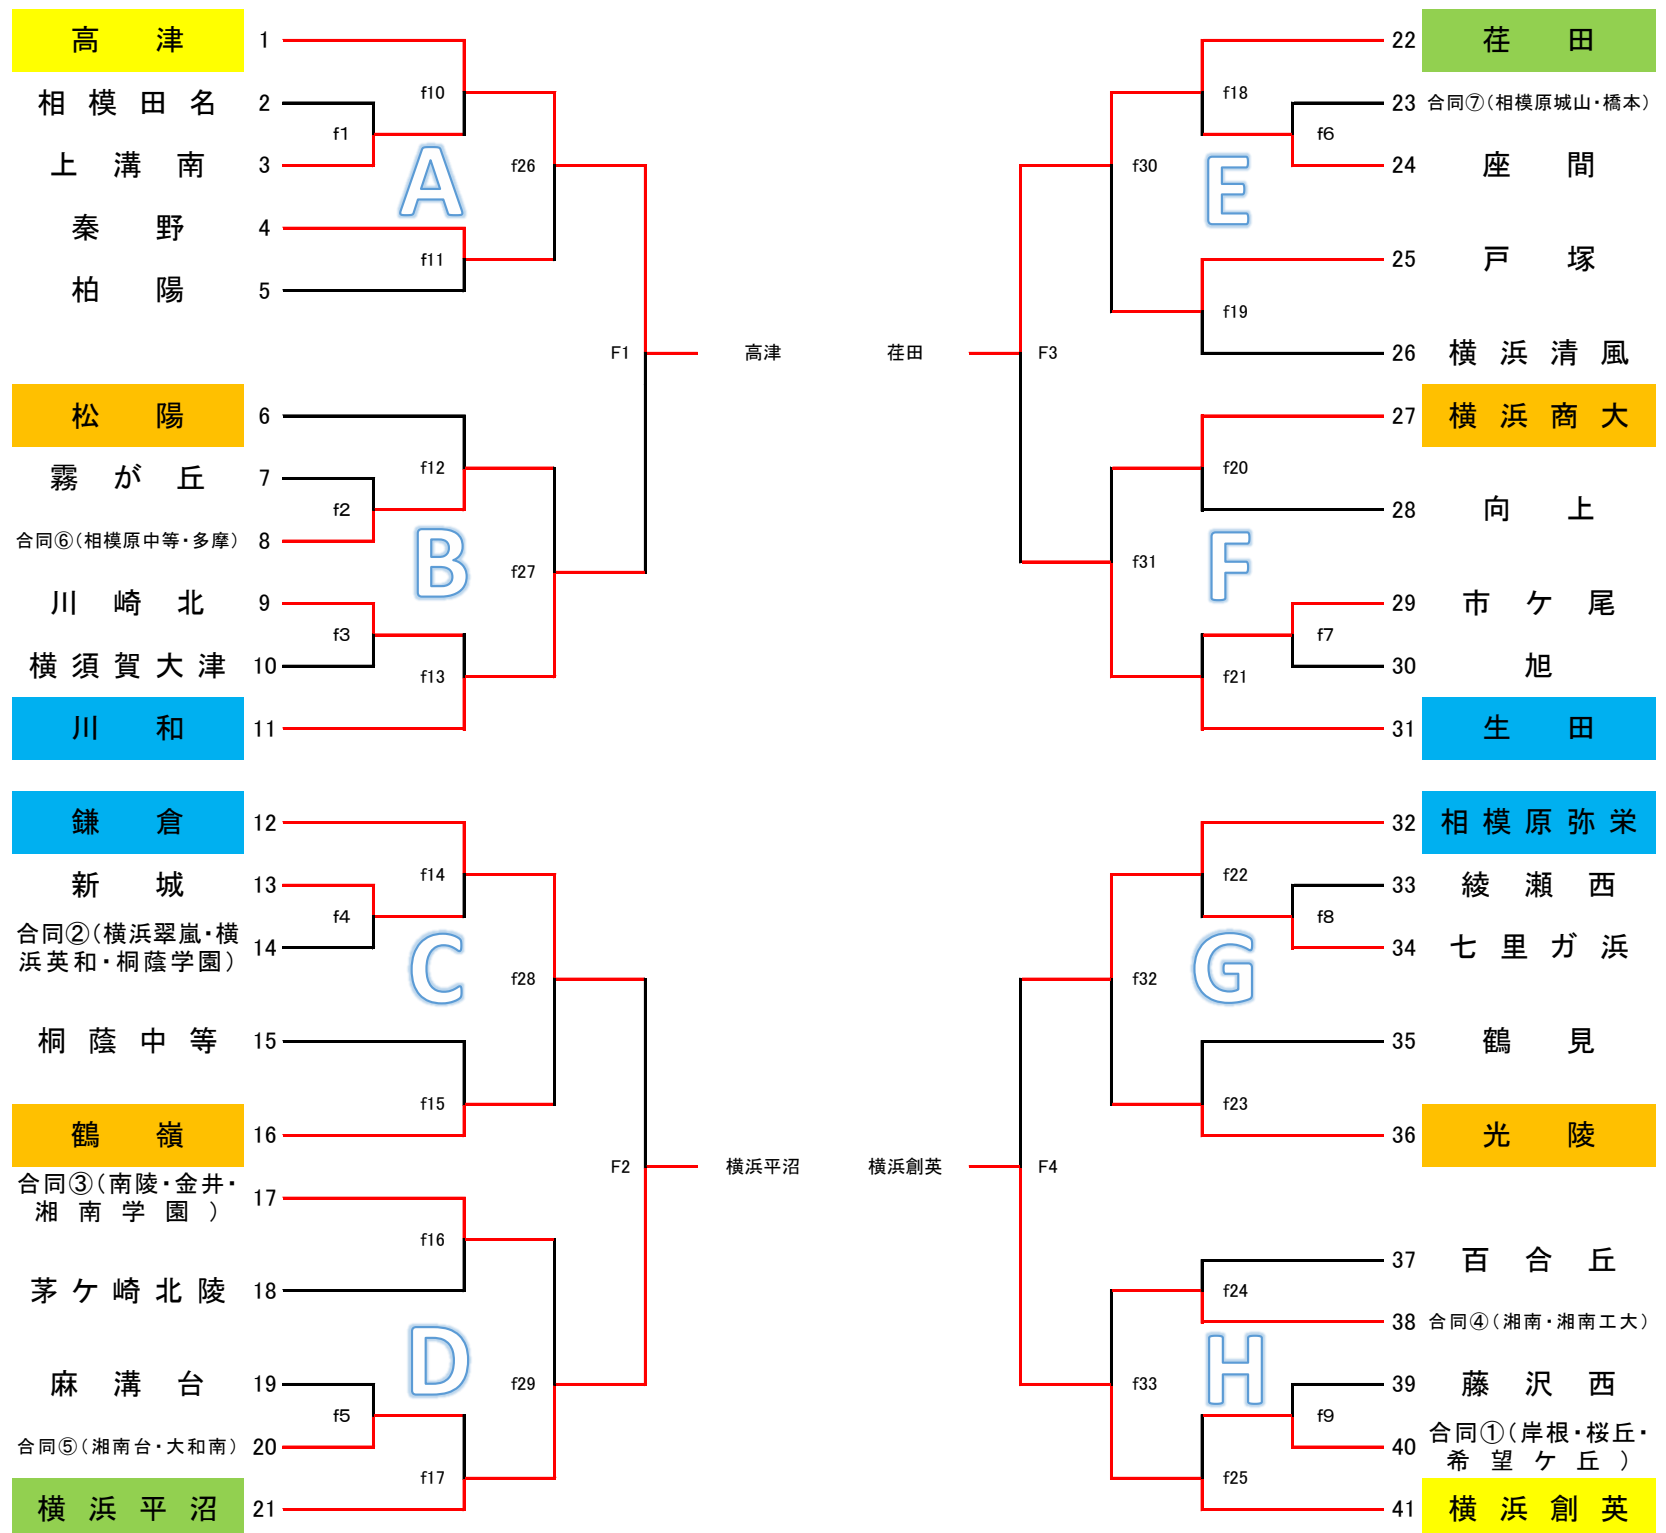 高津 1
相模田名 2
上溝南 3
秦野 4
柏陽 5
松陽 6
霧が丘 7
合同⑥(相模原中等・多摩) 8
川崎北 9
横須賀大津 10
川和 11
鎌倉 12
新城 13
合同②(横浜翠嵐・横
浜英和・桐蔭学園) 14
桐蔭中等 15
鶴嶺 16
合同③(南陵・金井・
湘南学園) 17
茅ケ崎北陵 18
麻溝台 19
合同⑤(湘南台・大和南) 20
横浜平沼 21
f1
f2
f3
f4
f5
f10
f11
f12
f13
f14
f15
f16
f17
A
B
C
D
f26
f27
f28
f29
F1
F2
高津
横浜平沼
荏田
横浜創英
F3
F4
f30
f31
f32
f33
E
F
G
H
f18
f19
f20
f21
f22
f23
f24
f25
f6
f7
f8
f9
22 荏田
23 合同⑦(相模原城山・橋本)
24 座間
25 戸塚
26 横浜清風
27 横浜商大
28 向上
29 市ケ尾
30 旭
31 生田
32 相模原弥栄
33 綾瀬西
34 七里ガ浜
35 鶴見
36 光陵
37 百合丘
38 合同④(湘南・湘南工大)
39 藤沢西
40 合同①(岸根・桜丘・
希望ケ丘)
41 横浜創英